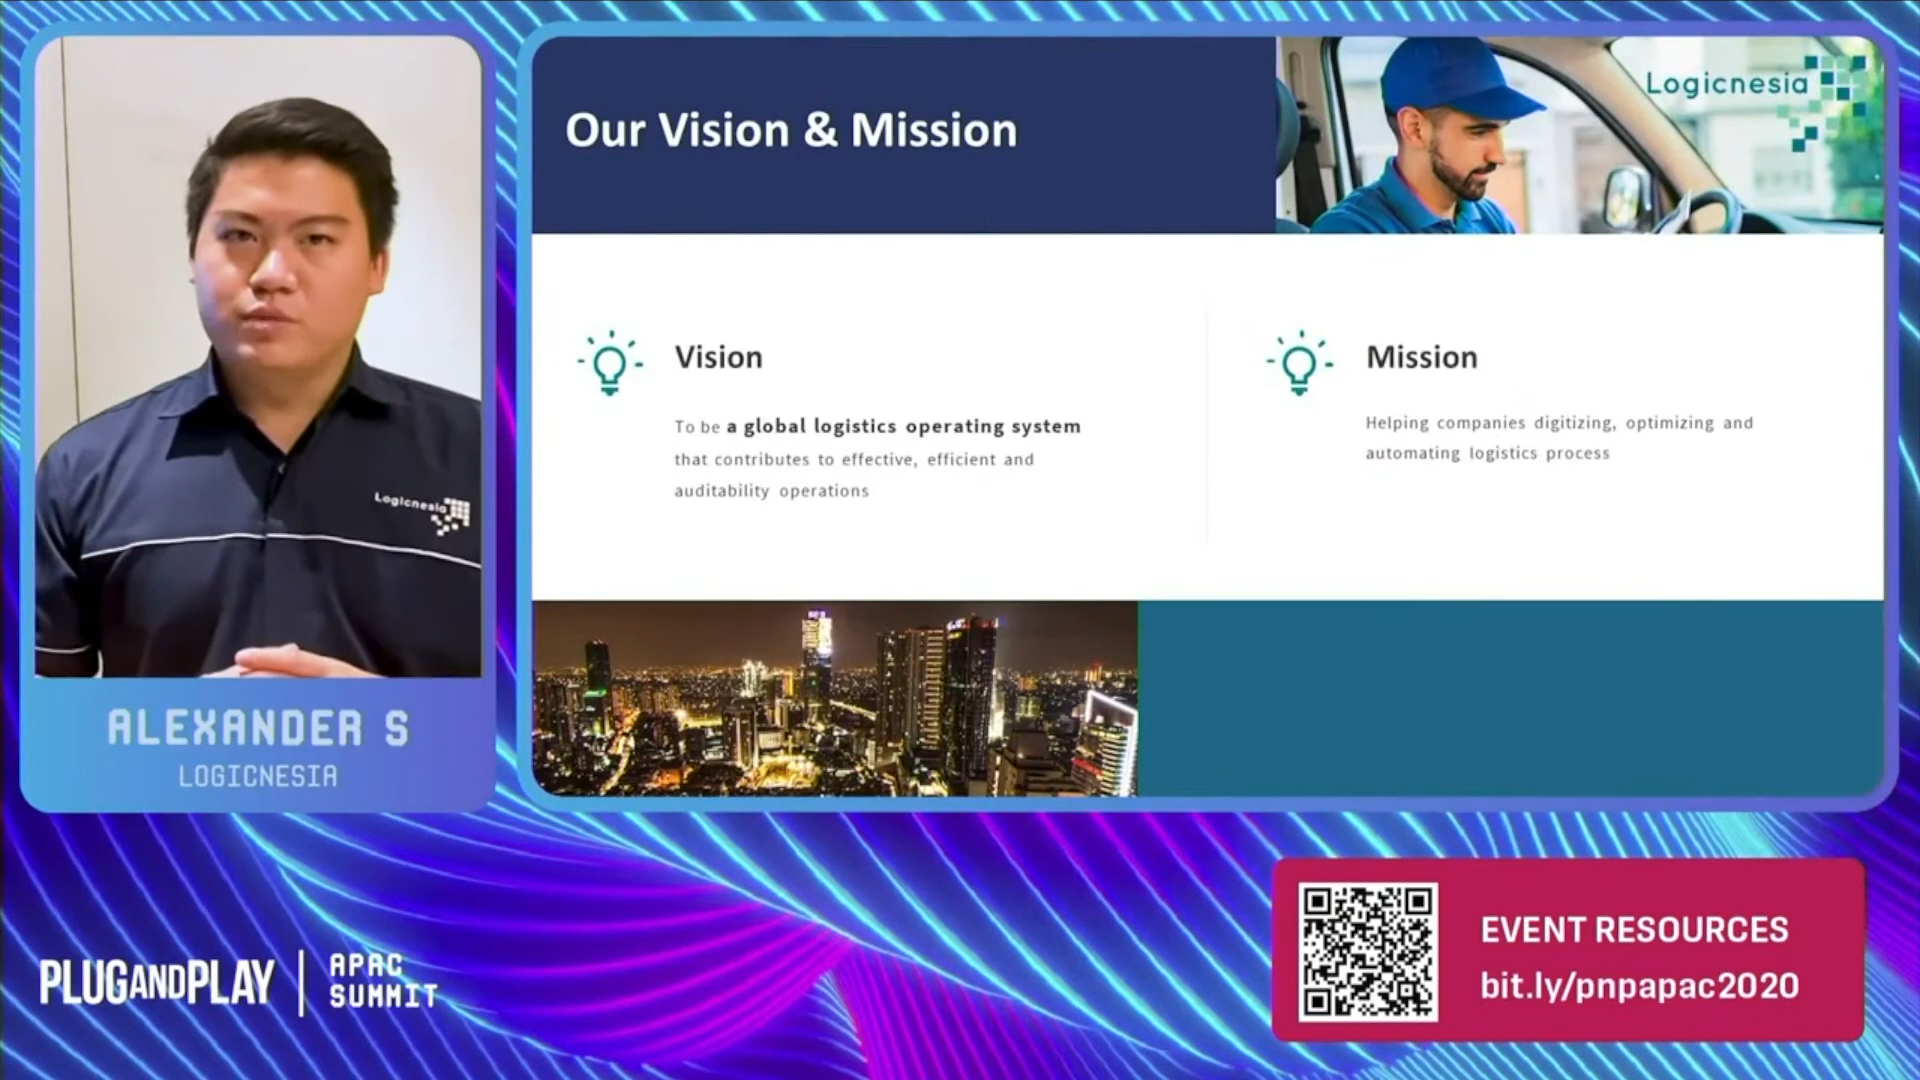 Our Vision & Mission
Logicnesia
Vision
To be a global logistics operating system
that contributes to effective, efficient and
auditability operations
Mission
Helping companies digitizing, optimizing and
automating logistics process
Logicnesia
ALEXANDER S
LOGICNESIA
PLUGANDPLAY
APAC
SUMMIT
EVENT RESOURCES
bit.ly/pnpapac2020